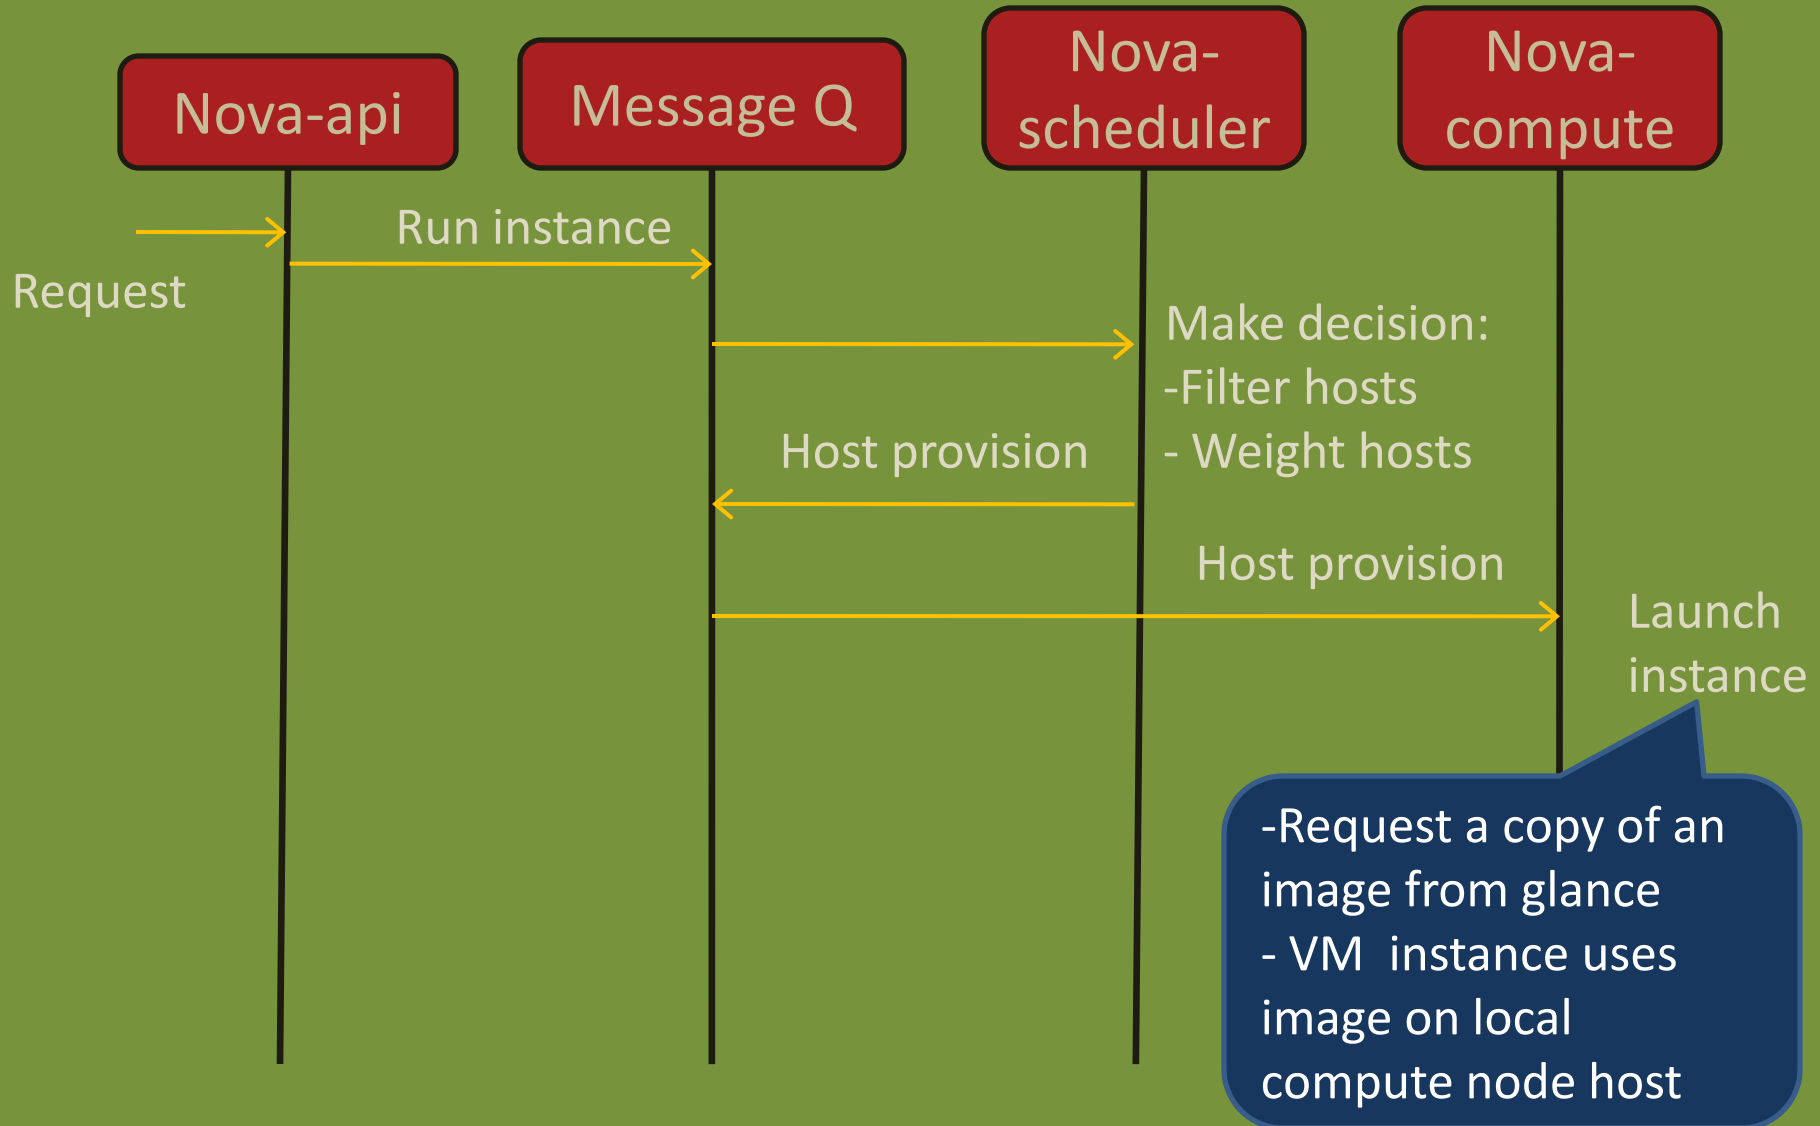 Nova-api
Message Q
Nova-
scheduler
Nova-
compute
Run instance
Request
Make decision:
-Filter hosts
- Weight hosts
Host provision
Host provision
Launch
instance
-Request a copy of an
image from glance
- VM  instance uses
image on local
compute node host